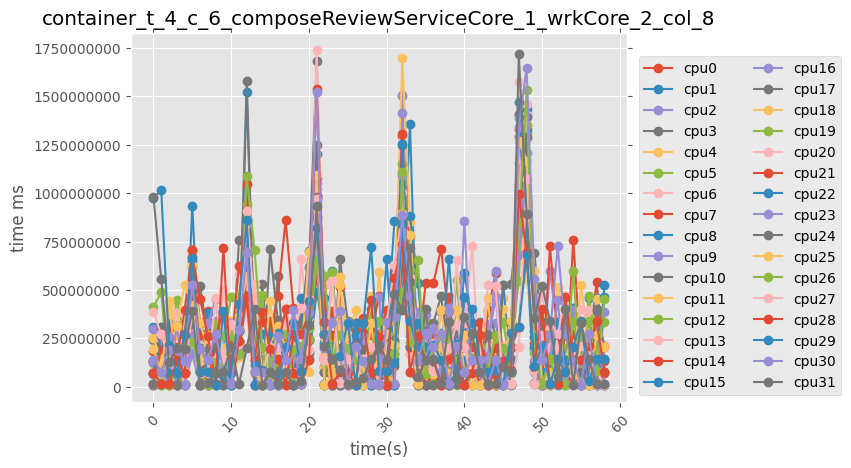 container_t_4_c_6_composeReviewServiceCore_1_wrkCore_2_col_8
time ms
1750000000
1500000000
1250000000
1000000000
750000000
500000000
250000000
0
0
10
20
30
40
50
60
time(s)
cpu0
cpu1
cpu2
cpu3
cpu4
cpu5
cpu6
cpu7
cpu8
cpu9
cpu10
cpu11
cpu12
cpu13
cpu14
cpu15
cpu16
cpu17
cpu18
cpu19
cpu20
cpu21
cpu22
cpu23
cpu24
cpu25
cpu26
cpu27
cpu28
cpu29
cpu30
cpu31